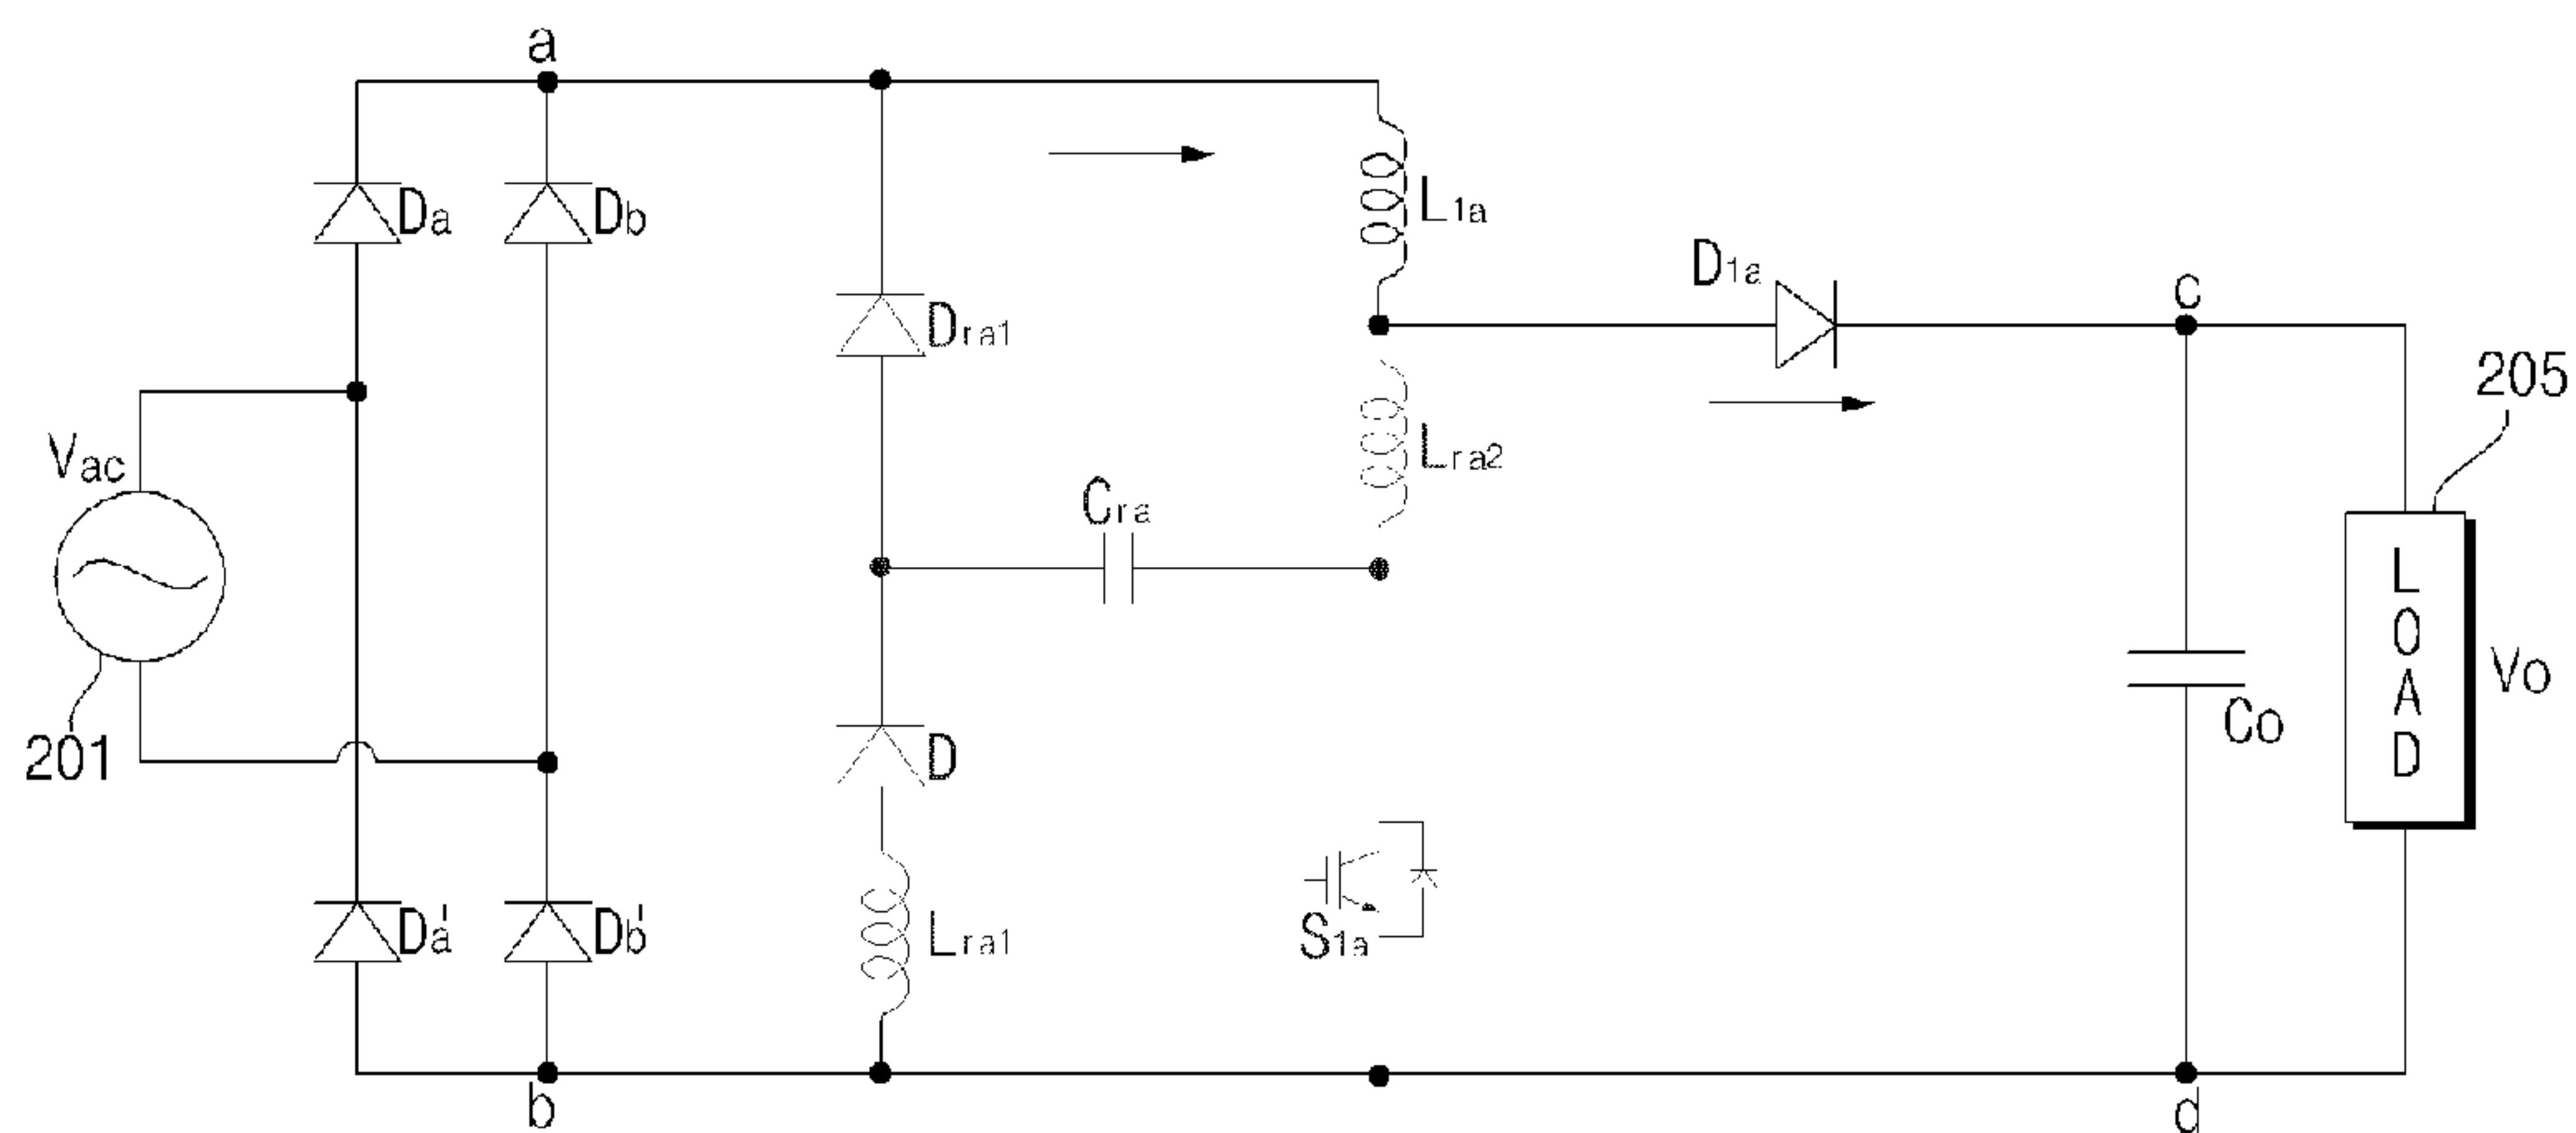 a
Da
Db
L1a
D1a
c
Dra1
205
Vac
Lra2
Cra
LOAD
Vo
Co
201
D
Da'
Db'
Lra1
S1a
b
d